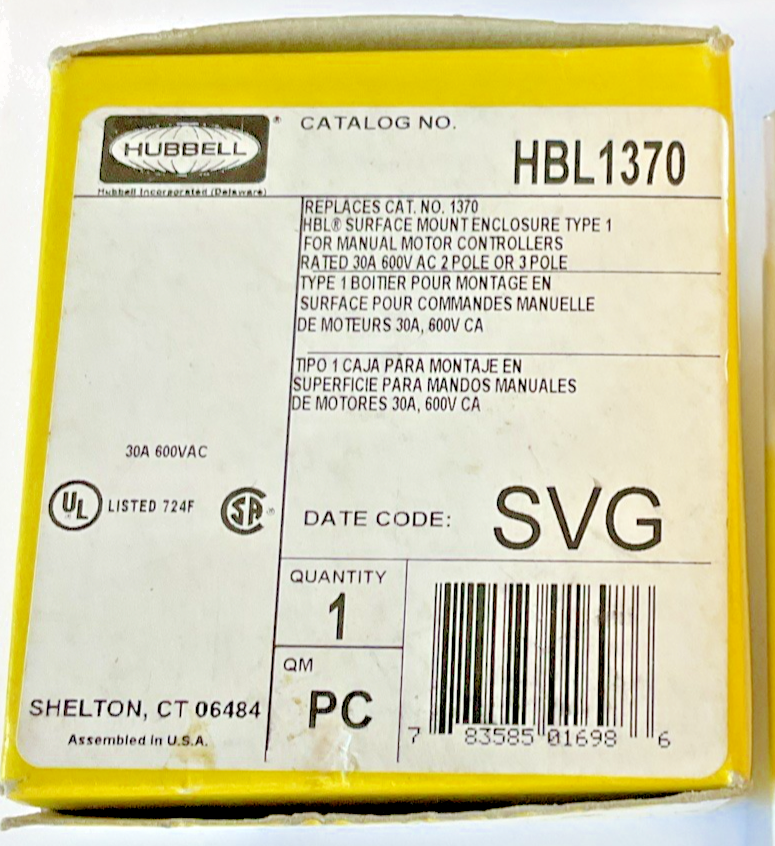 HUBBELL
®
Hubbell Incorporated (Delaware)
CATALOG NO.
HBL1370
REPLACES CAT. NO. 1370
HBL® SURFACE MOUNT ENCLOSURE TYPE 1
FOR MANUAL MOTOR CONTROLLERS
RATED 30A 600V AC 2 POLE OR 3 POLE
TYPE 1 BOITIER POUR MONTAGE EN
SURFACE POUR COMMANDES MANUELLE
DE MOTEURS 30A, 600V CA
TIPO 1 CAJA PARA MONTAJE EN
SUPERFICIE PARA MANDOS MANUALES
DE MOTORES 30A, 600V CA
30A 600VAC
UL LISTED 724F SA
DATE CODE: SVG
QUANTITY
1
QM
PC
SHELTON, CT 06484
Assembled in U.S.A.
7 83585 01698 6